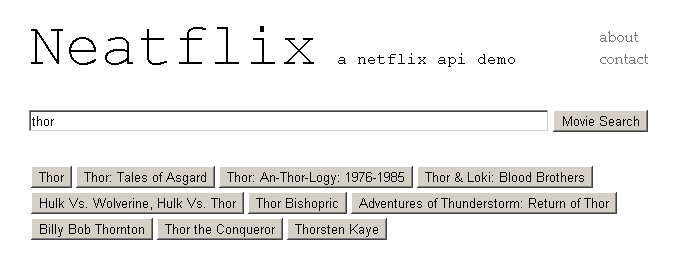 Neatflix a netflix api demo
about
contact
thor Movie Search
Thor Thor: Tales of Asgard Thor: An-Thor-Logy: 1976-1985 Thor & Loki: Blood Brothers
Hulk Vs. Wolverine, Hulk Vs. Thor Thor Bishopric Adventures of Thunderstorm: Return of Thor
Billy Bob Thornton Thor the Conqueror Thorsten Kaye